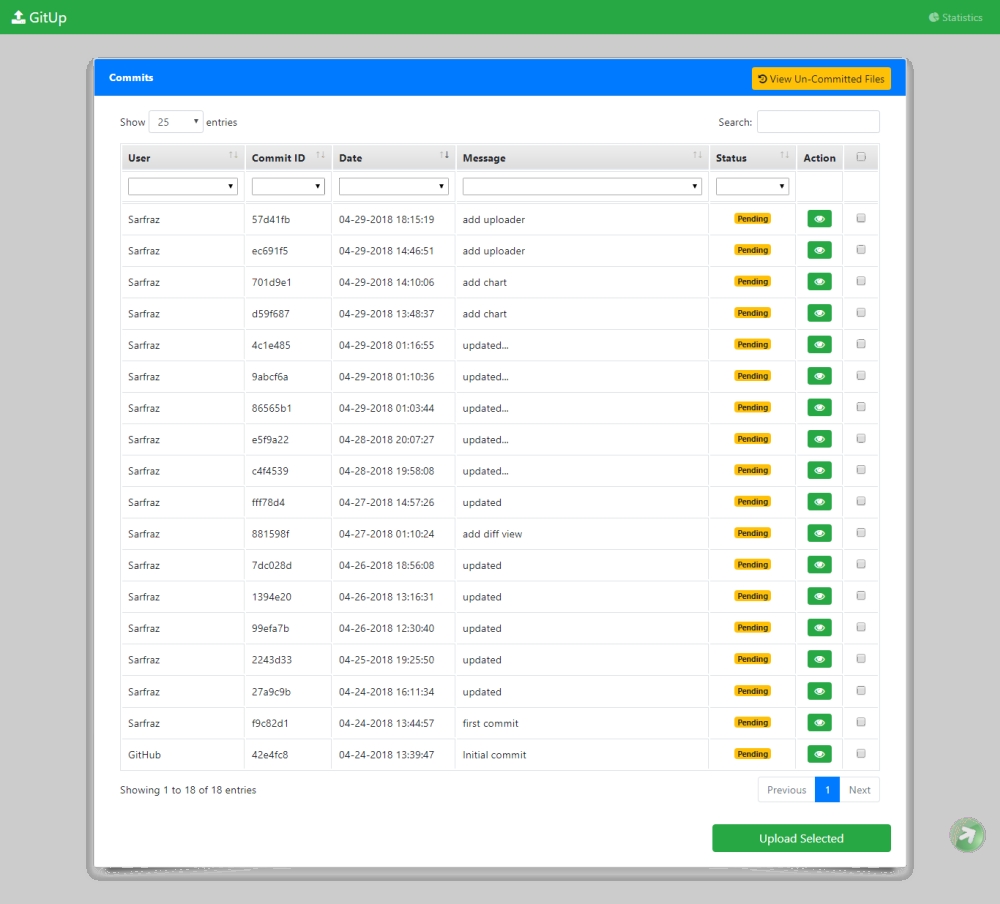 GitUp Statistics
Commits View Un-Committed Files
Show 25 entries Search:
User Commit ID Date Message Status Action
Sarfraz 57d41fb 04-29-2018 18:15:19 add uploader Pending
Sarfraz ec691f5 04-29-2018 14:46:51 add uploader Pending
Sarfraz 701d9e1 04-29-2018 14:10:06 add chart Pending
Sarfraz d59f687 04-29-2018 13:48:37 add chart Pending
Sarfraz 4c1e485 04-29-2018 01:16:55 updated... Pending
Sarfraz 9abcf6a 04-29-2018 01:10:36 updated... Pending
Sarfraz 86565b1 04-29-2018 01:03:44 updated... Pending
Sarfraz e5f9a22 04-28-2018 20:07:27 updated... Pending
Sarfraz c4f4539 04-28-2018 19:58:08 updated... Pending
Sarfraz fff78d4 04-27-2018 14:57:26 updated Pending
Sarfraz 881598f 04-27-2018 01:10:24 add diff view Pending
Sarfraz 7dc028d 04-26-2018 18:56:08 updated Pending
Sarfraz 1394e20 04-26-2018 13:16:31 updated Pending
Sarfraz 99efa7b 04-26-2018 12:30:40 updated Pending
Sarfraz 2243d33 04-25-2018 19:25:50 updated Pending
Sarfraz 27a9c9b 04-24-2018 16:11:34 updated Pending
Sarfraz f9c82d1 04-24-2018 13:44:57 first commit Pending
GitHub 42e4fc8 04-24-2018 13:39:47 Initial commit Pending
Showing 1 to 18 of 18 entries Previous 1 Next
Upload Selected